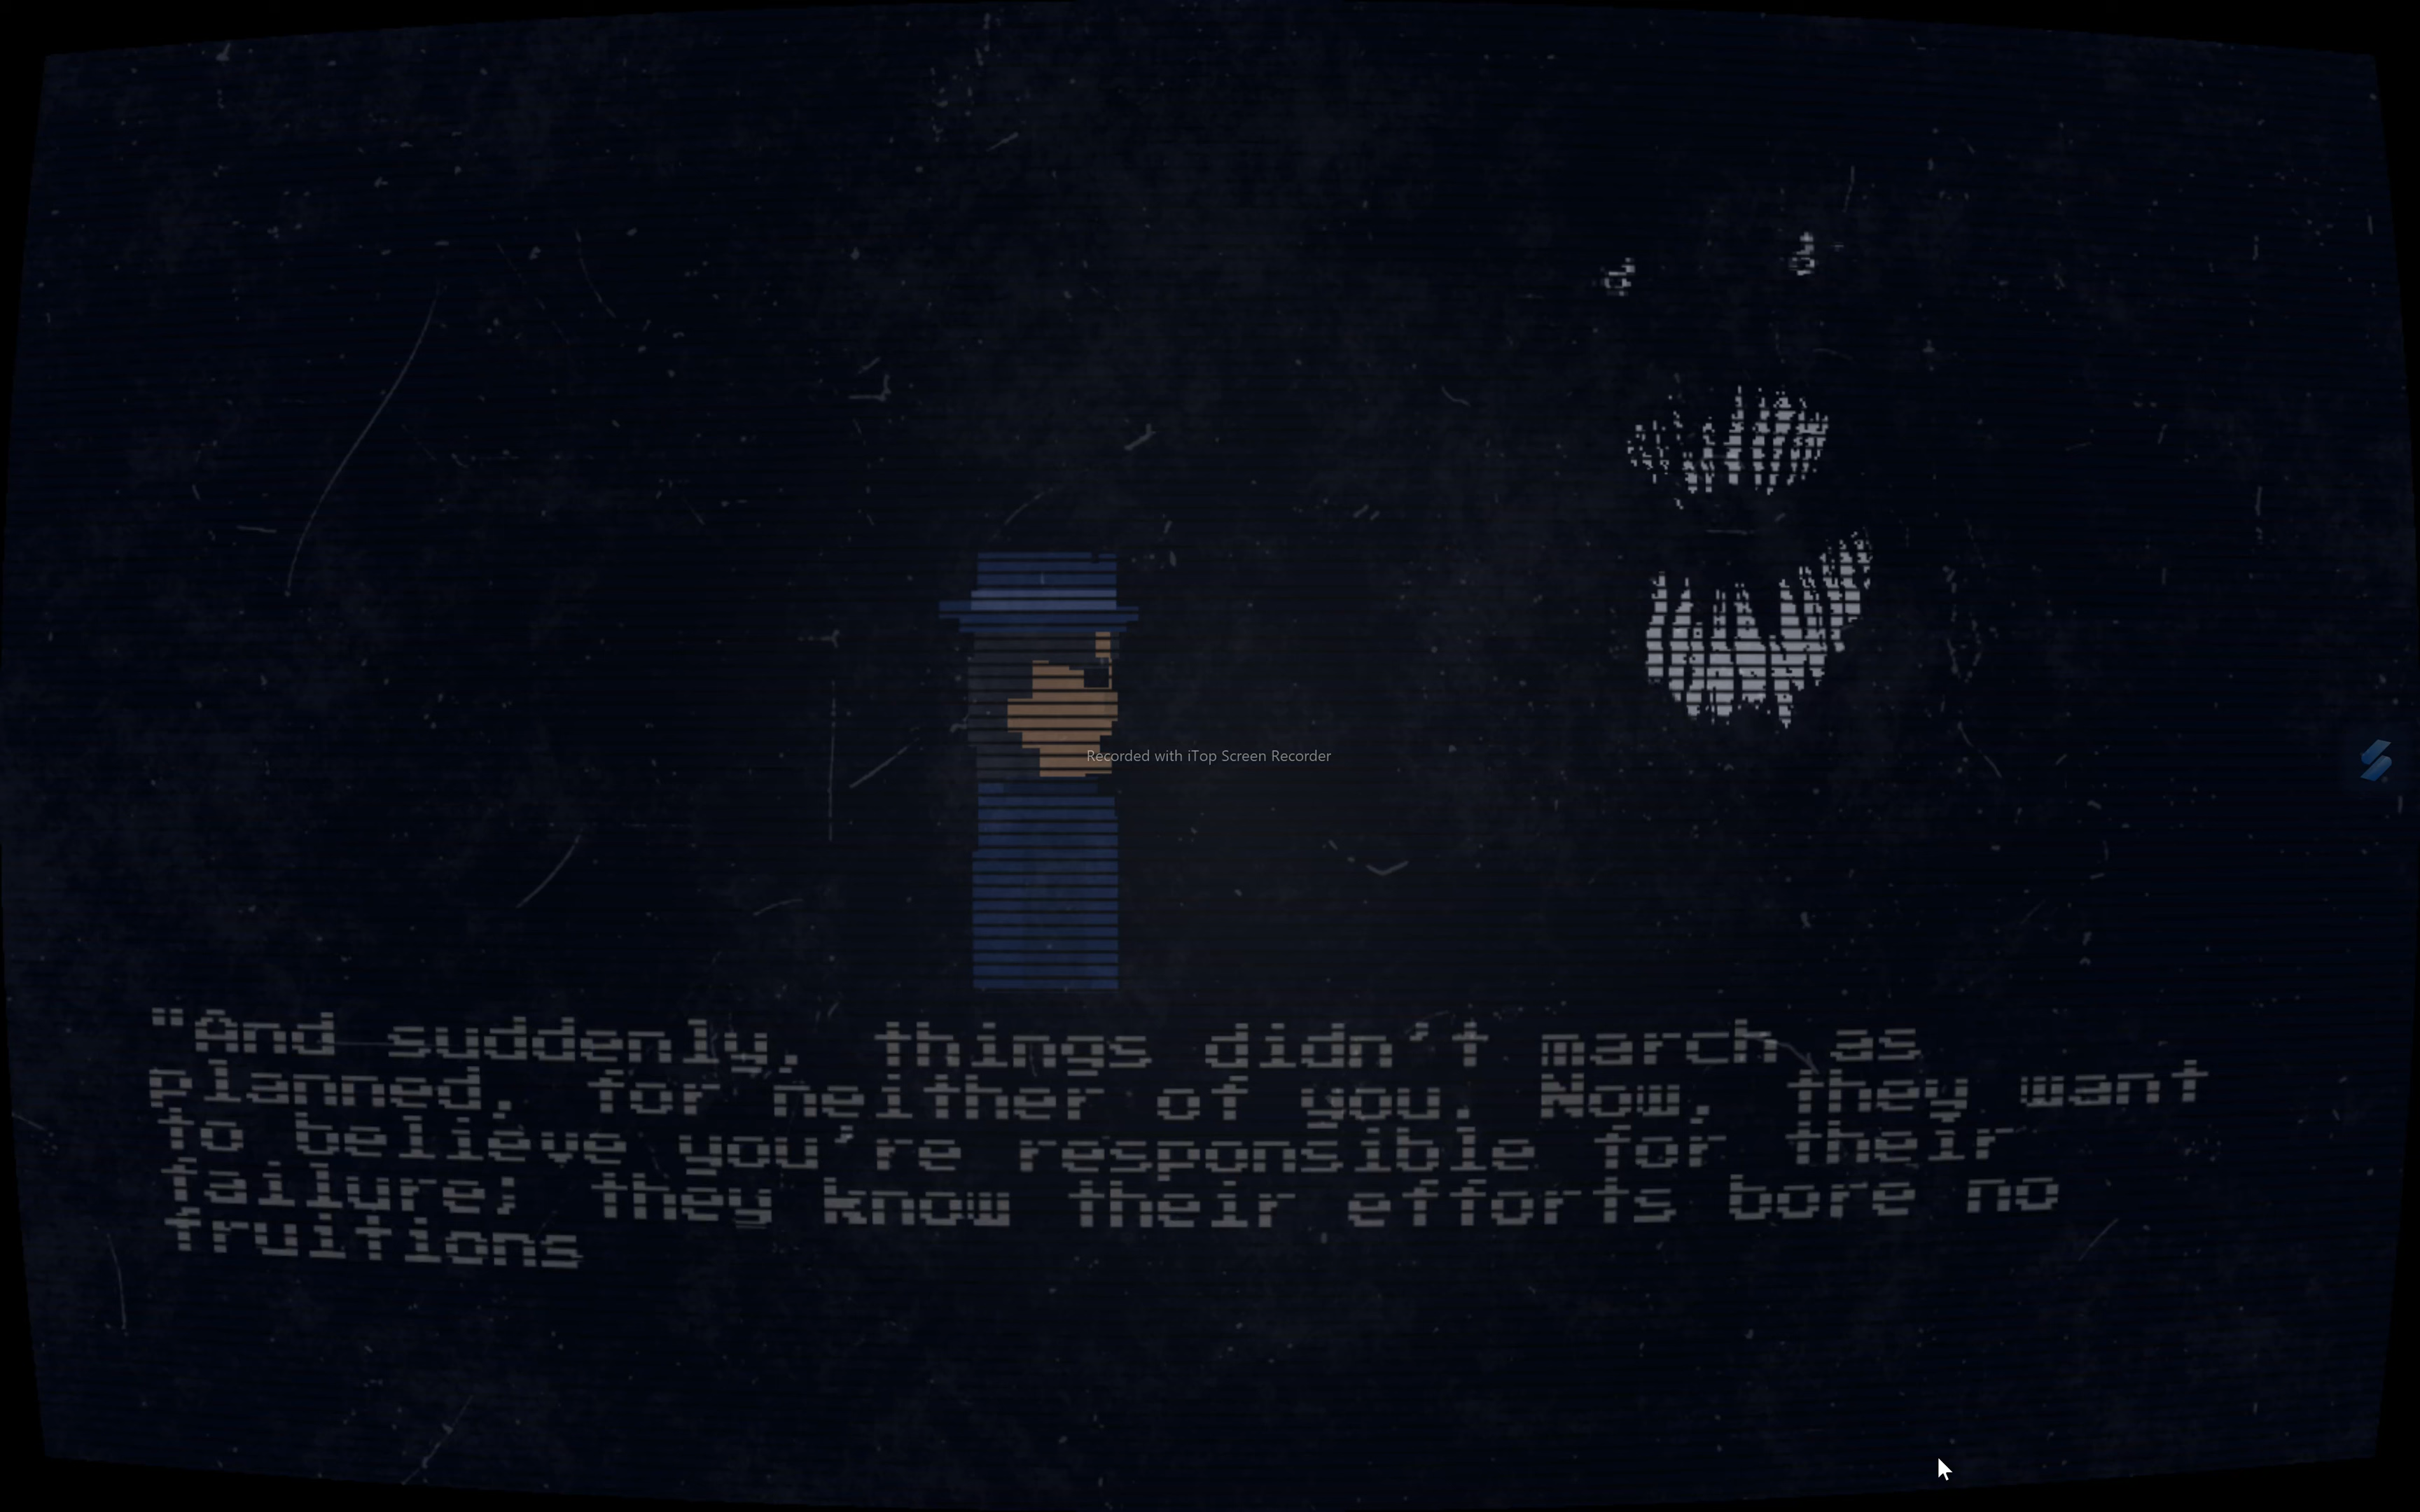 Recorded with iTop Screen Recorder
"And suddenly, things didn't march as
planned, for neither of you. Now, they want
to believe you're responsible for their
failure; they know their efforts bore no
fruitions